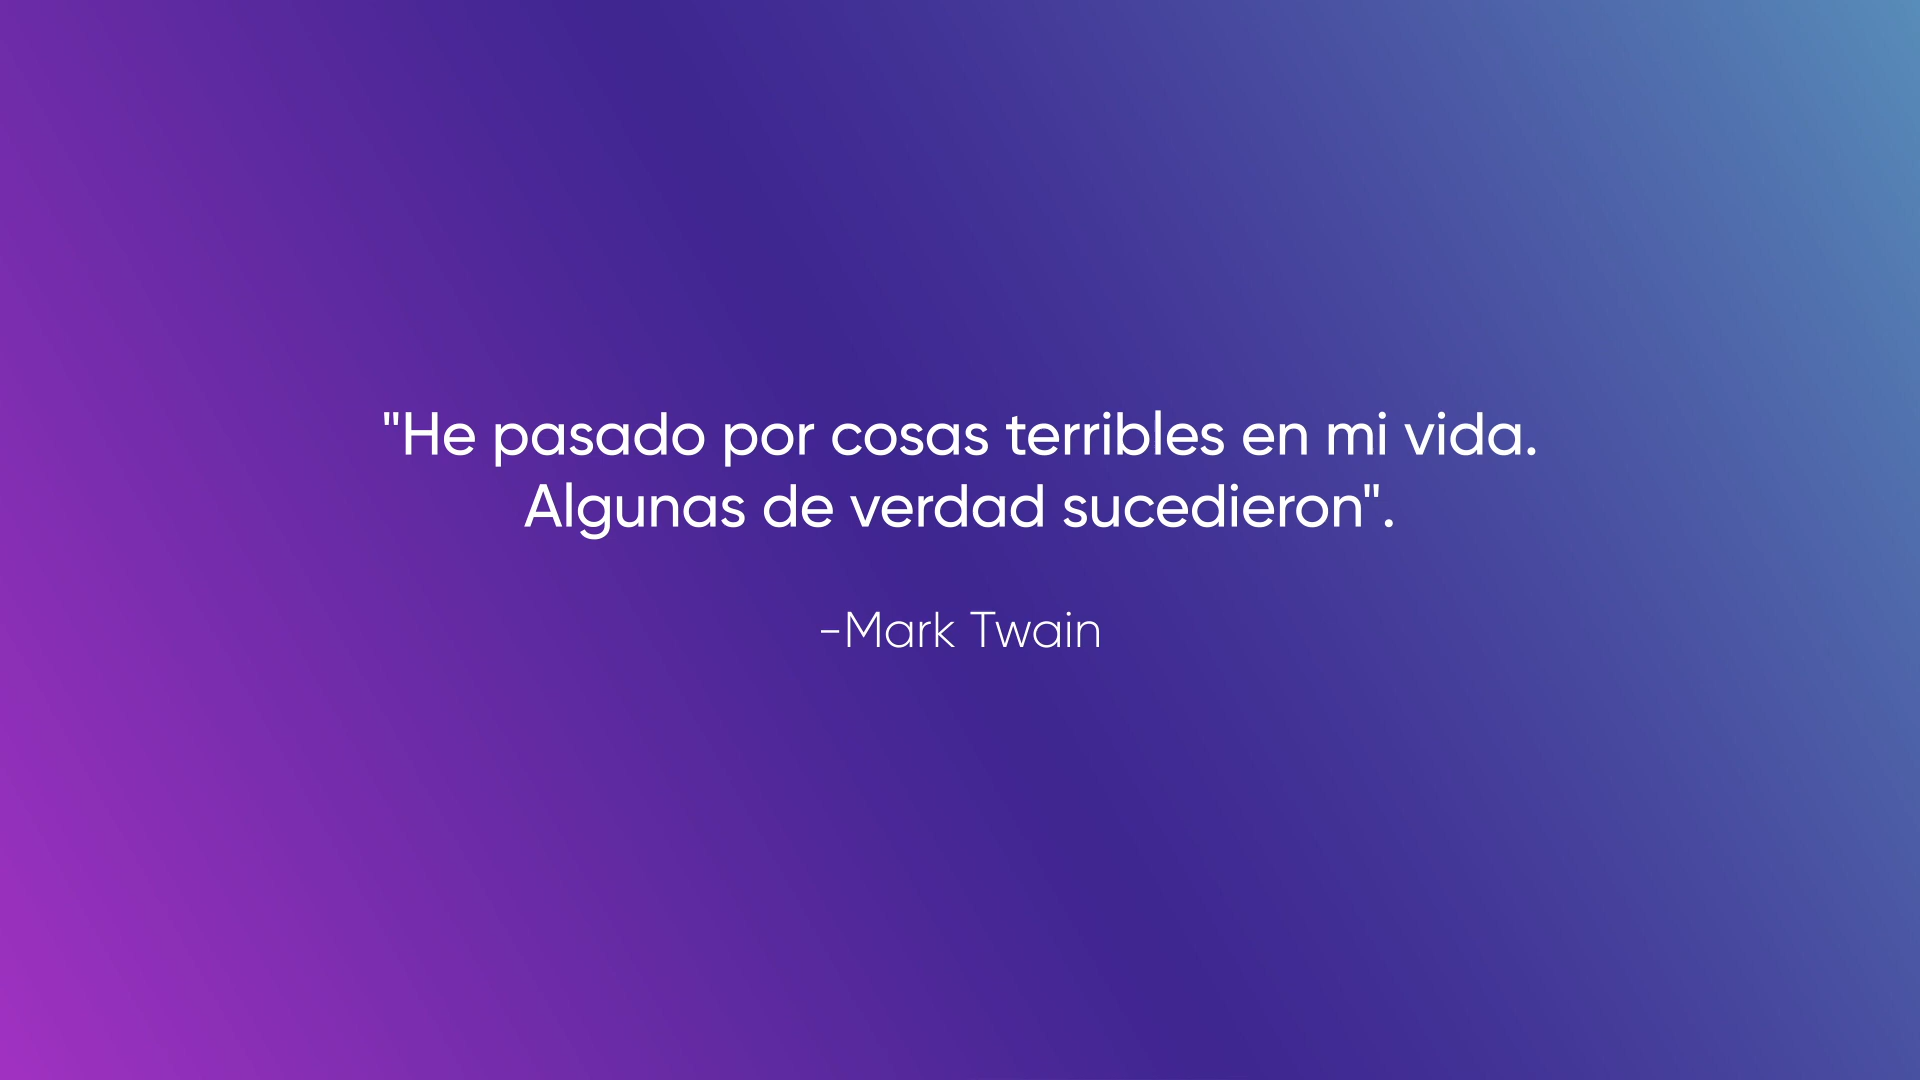 "He pasado por cosas terribles en mi vida.
Algunas de verdad sucedieron".
-Mark Twain